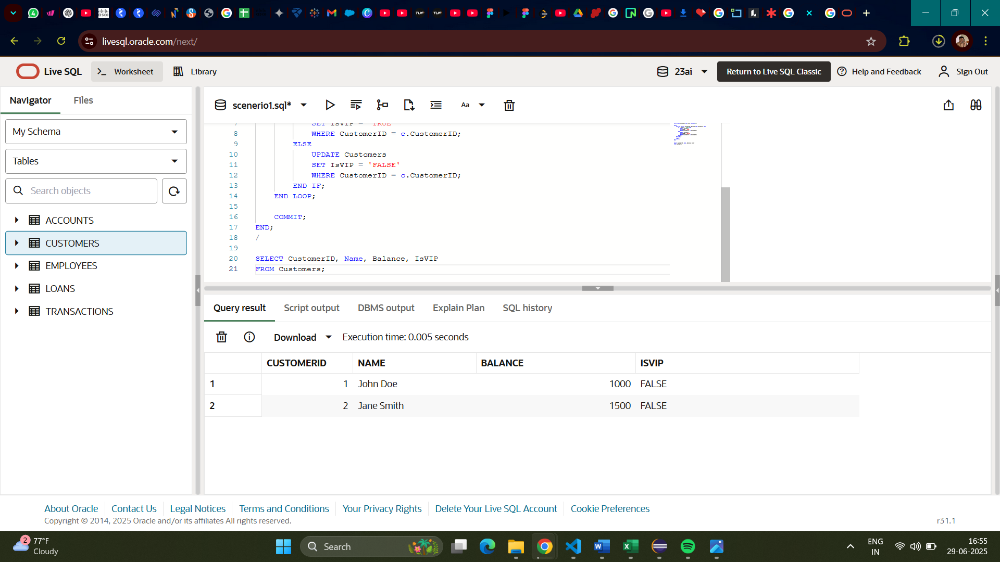 livesql.oracle.com/next/
Live SQL
Worksheet
Library
23ai
Return to Live SQL Classic
Help and Feedback
Sign Out
Navigator
Files
My Schema
Tables
Search objects
ACCOUNTS
CUSTOMERS
EMPLOYEES
LOANS
TRANSACTIONS
scenerio1.sql*
Aa
7 SET IsVIP = 'TRUE'
8 WHERE CustomerID = c.CustomerID;
9 ELSE
10 UPDATE Customers
11 SET IsVIP = 'FALSE'
12 WHERE CustomerID = c.CustomerID;
13 END IF;
14 END LOOP;
15
16 COMMIT;
17 END;
18 /
19
20 SELECT CustomerID, Name, Balance, IsVIP
21 FROM Customers;
Query result
Script output
DBMS output
Explain Plan
SQL history
Download
Execution time: 0.005 seconds
CUSTOMERID NAME BALANCE ISVIP
1 1 John Doe 1000 FALSE
2 2 Jane Smith 1500 FALSE
About Oracle
Contact Us
Legal Notices
Terms and Conditions
Your Privacy Rights
Delete Your Live SQL Account
Cookie Preferences
Copyright © 2014, 2025 Oracle and/or its affiliates All rights reserved.
r31.1
2
77°F
Cloudy
Search
ENG
IN
16:55
29-06-2025